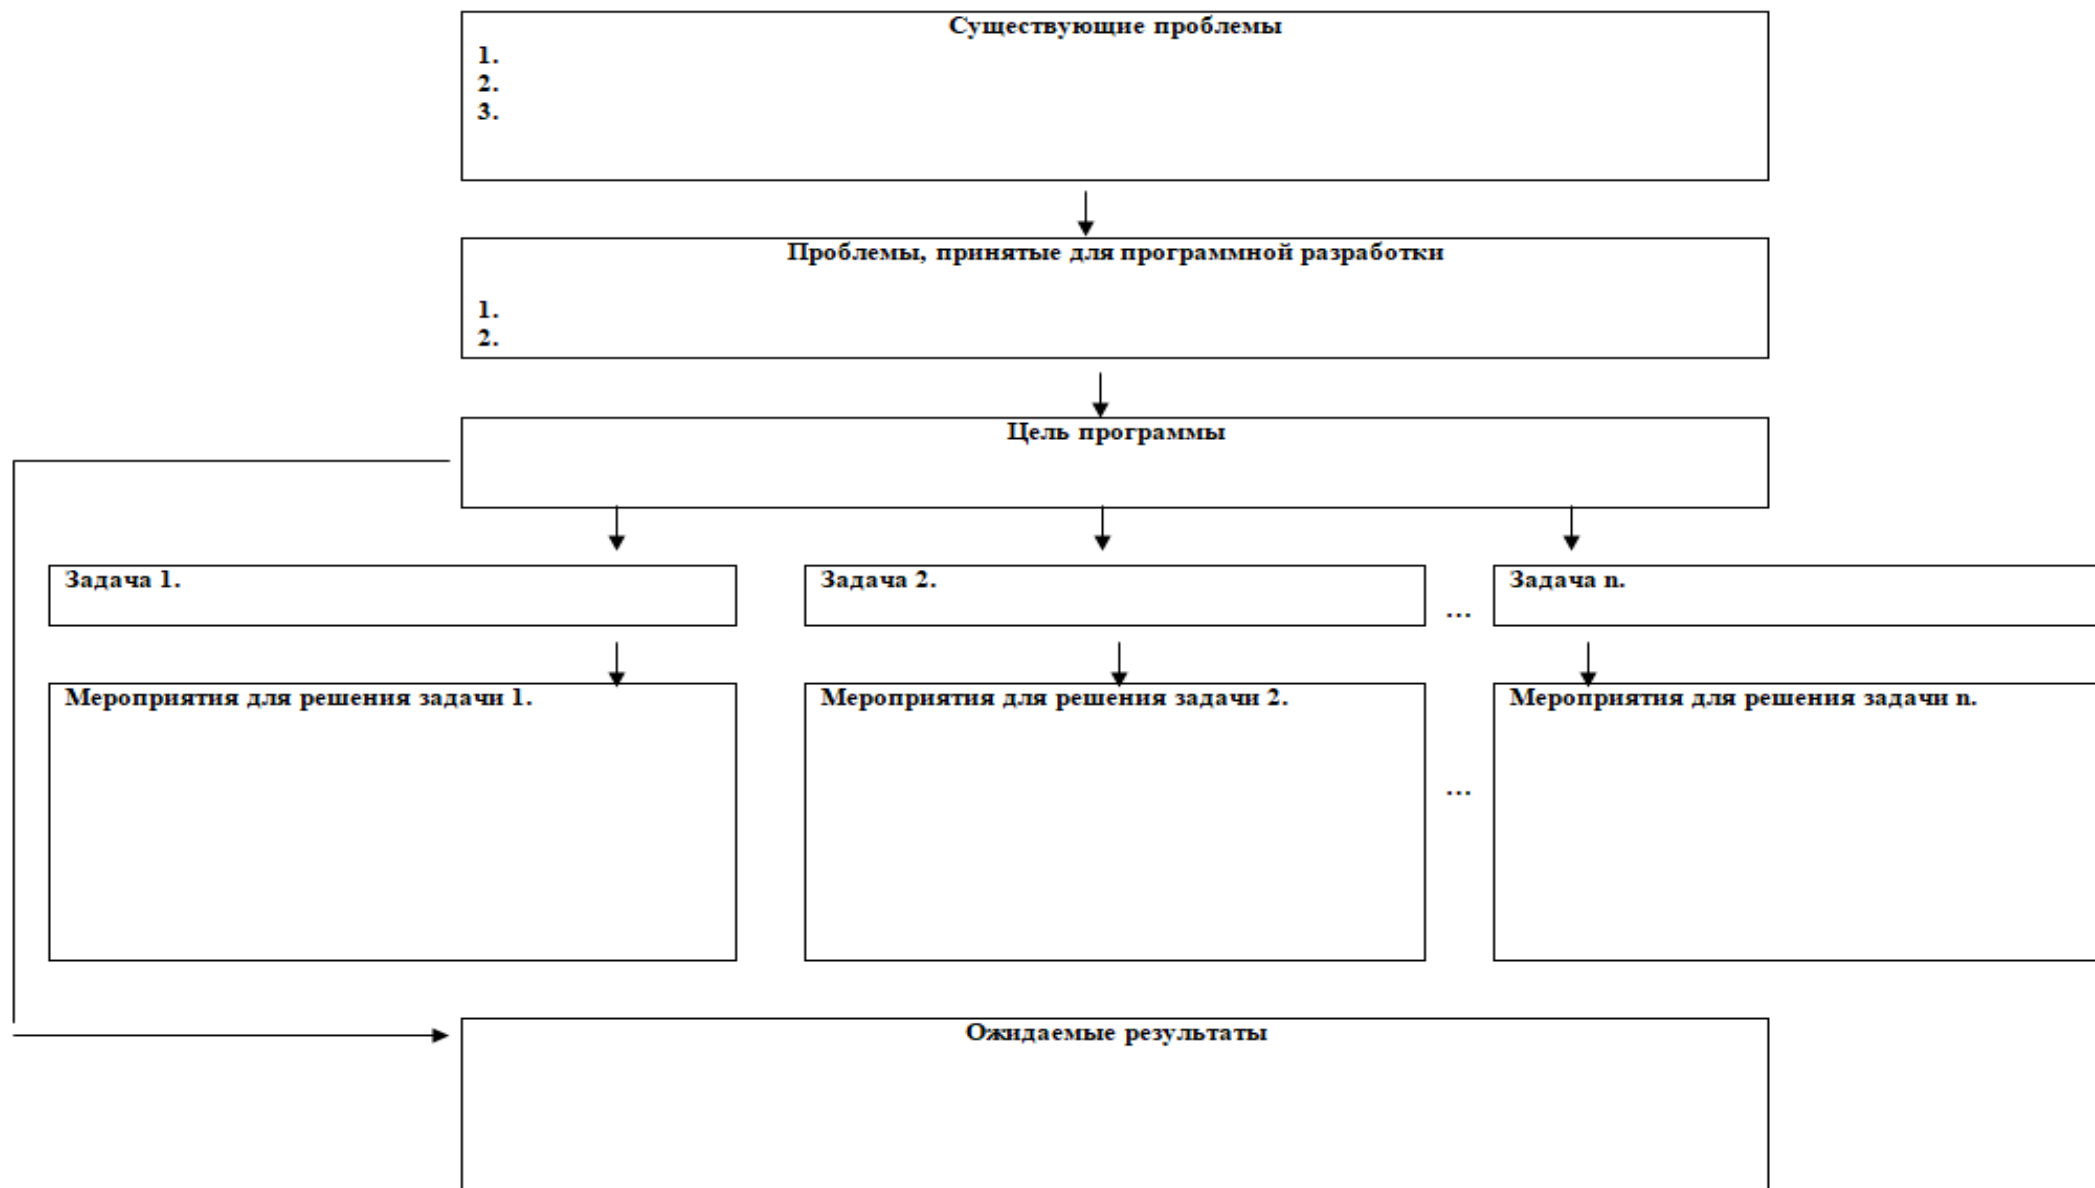 Существующие проблемы
1.
2.
3.
Проблемы, принятые для программной разработки
1.
2.
Цель программы
Задача 1.
Задача 2.
...
Задача n.
Мероприятия для решения задачи 1.
Мероприятия для решения задачи 2.
...
Мероприятия для решения задачи n.
Ожидаемые результаты